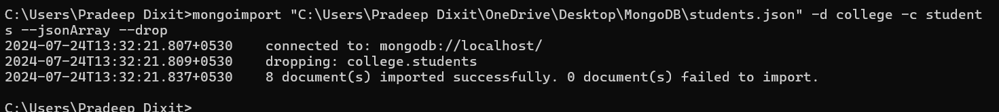 C:\Users\Pradeep Dixit>mongoimport "C:\Users\Pradeep Dixit\OneDrive\Desktop\MongoDB\students.json" -d college -c student
s --jsonArray --drop
2024-07-24T13:32:21.807+0530    connected to: mongodb://localhost/
2024-07-24T13:32:21.809+0530    dropping: college.students
2024-07-24T13:32:21.837+0530    8 document(s) imported successfully. 0 document(s) failed to import.
C:\Users\Pradeep Dixit>